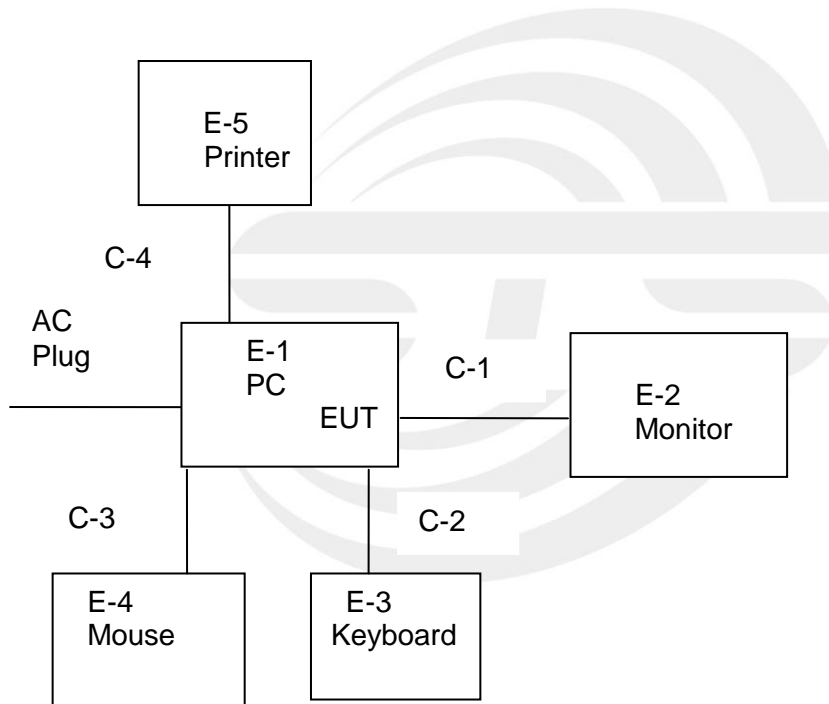 E-5
Printer
C-4
AC
Plug
E-1
PC
EUT
C-1
E-2
Monitor
C-3
C-2
E-4
Mouse
E-3
Keyboard